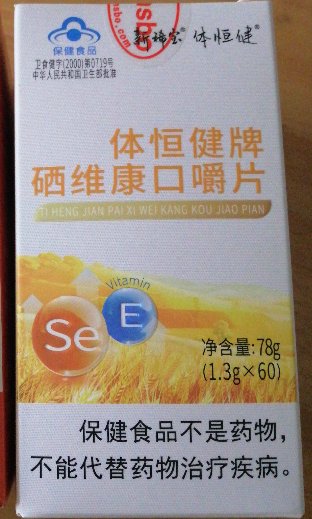 新稀宝® 体恒健®
nsbo
.com
保健食品
卫食健字(2000)第0719号
中华人民共和国卫生部批准
体恒健牌
硒维康口嚼片
TI HENG JIAN PAI XI WEI KANG KOU JIAO PIAN
Vitamin
Se E
净含量:78g
(1.3g×60)
保健食品不是药物，
不能代替药物治疗疾病。